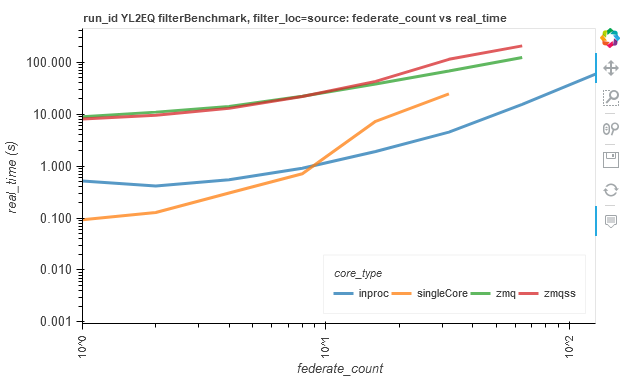 run_id YL2EQ filterBenchmark, filter_loc=source: federate_count vs real_time
real_time (s)
100.000
10.000
1.000
0.100
0.010
0.001
core_type
inproc singleCore zmq zmqss
10^0 10^1 10^2
federate_count